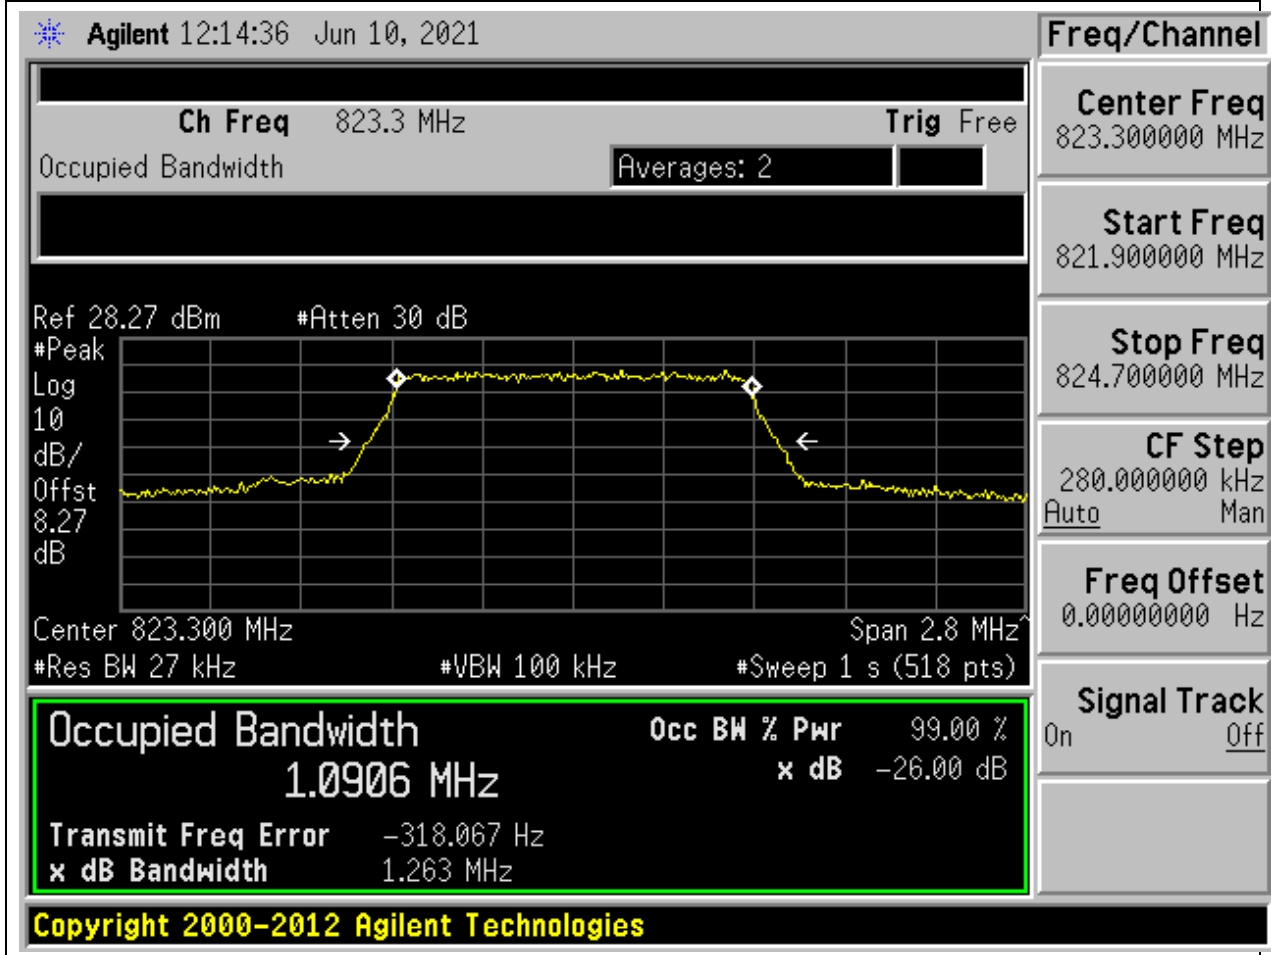 Agilent 12:14:36 Jun 10, 2021
Freq/Channel
Ch Freq 823.3 MHz Trig Free
Occupied Bandwidth Averages: 2
Center Freq
823.300000 MHz
Start Freq
821.900000 MHz
Stop Freq
824.700000 MHz
CF Step
280.000000 kHz
Auto Man
Freq Offset
0.00000000 Hz
Signal Track
On Off
Ref 28.27 dBm #Atten 30 dB
#Peak
Log
10
dB/
Offst
8.27
dB
Center 823.300 MHz Span 2.8 MHz^
#Res BW 27 kHz #VBW 100 kHz #Sweep 1 s (518 pts)
Occupied Bandwidth Occ BW % Pwr 99.00 %
1.0906 MHz x dB -26.00 dB
Transmit Freq Error -318.067 Hz
x dB Bandwidth 1.263 MHz
Copyright 2000-2012 Agilent Technologies